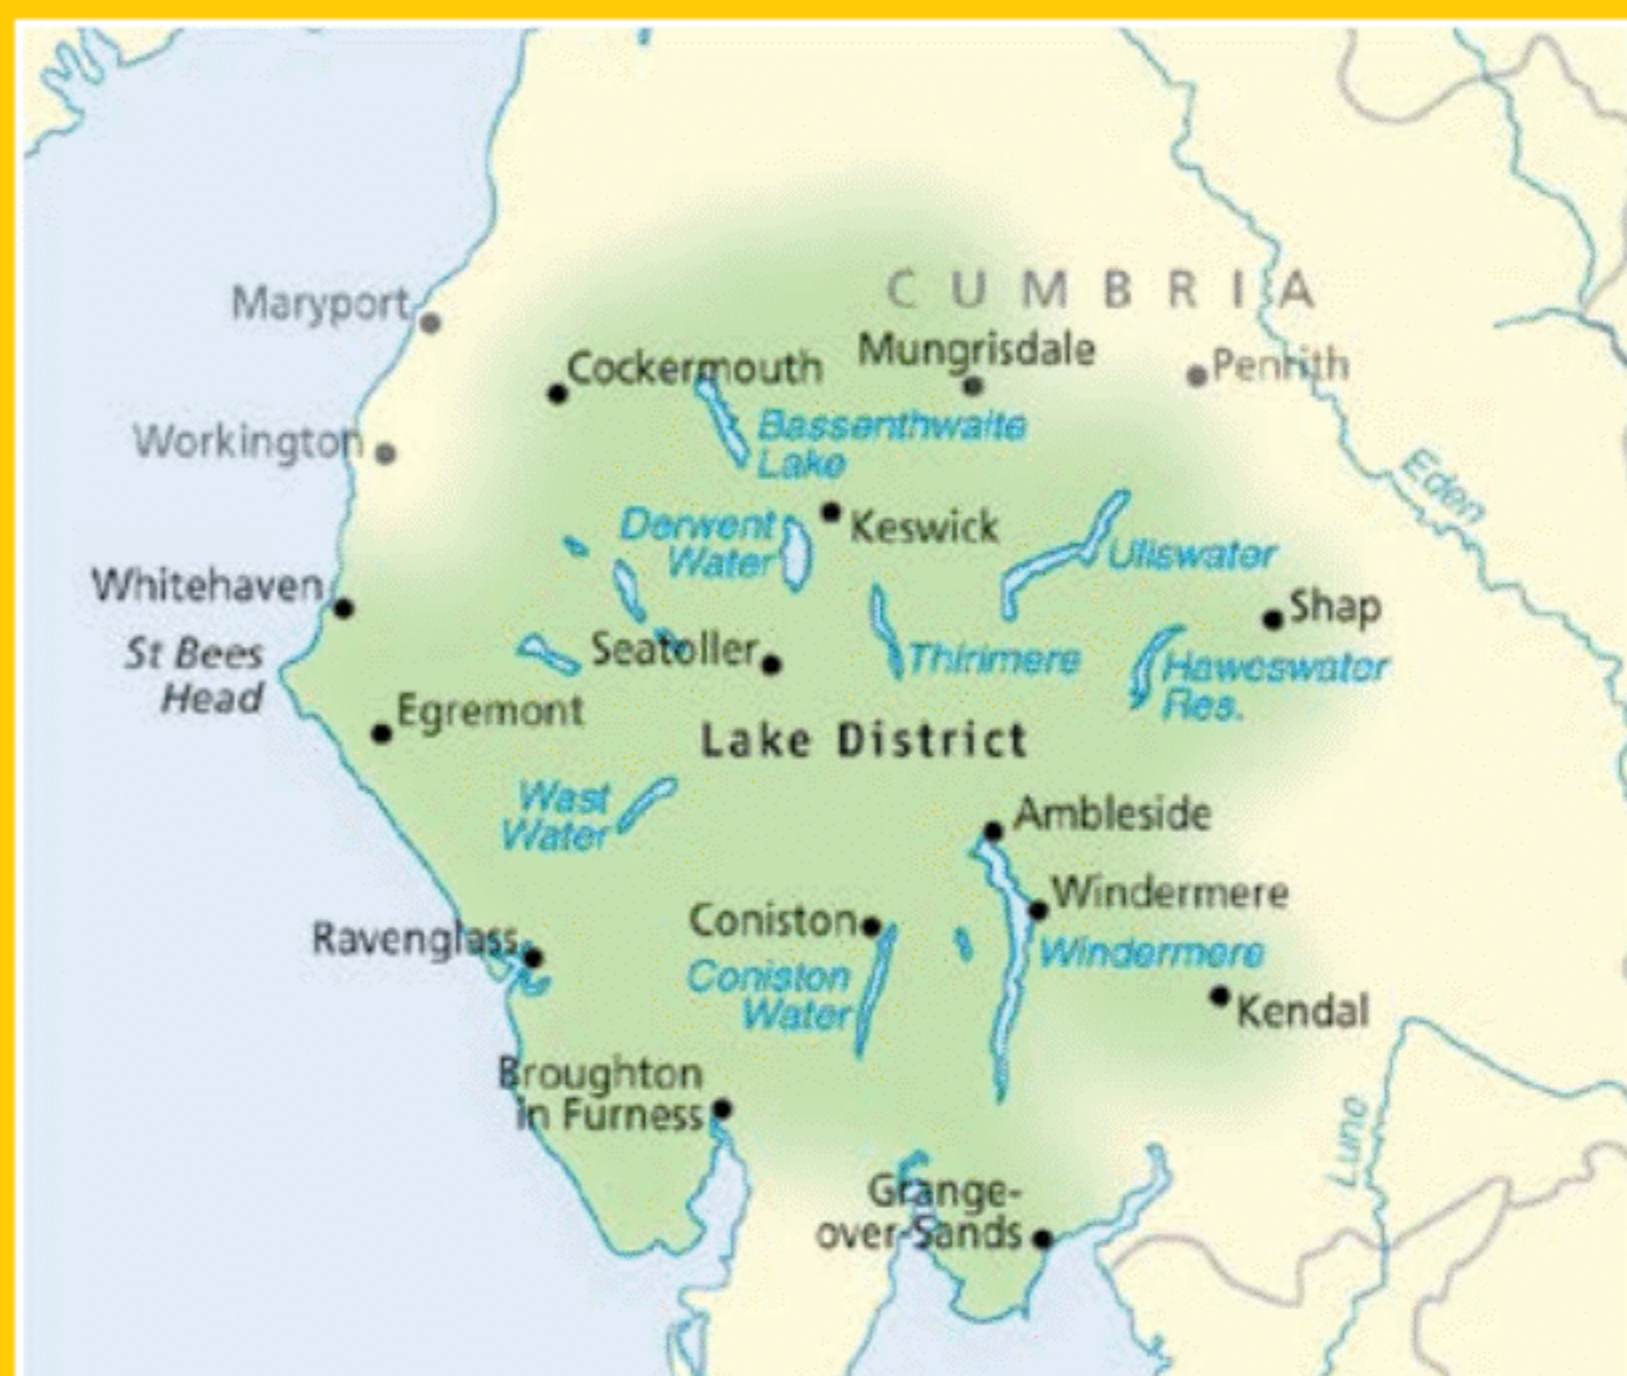 CUMBRIA
Maryport
Mungrisdale
Cockermouth
Penrith
Bassenthwaite
Lake
Workington
Eden
Derwent
Water
Keswick
Ullswater
Whitehaven
Shap
St Bees
Head
Seatoller
Thirlmere
Haweswater
Res.
Egremont
Lake District
Wast
Water
Ambleside
Windermere
Coniston
Ravenglass
Windermere
Coniston
Water
Kendal
Broughton
in Furness
Lune
Grange-
over-Sands